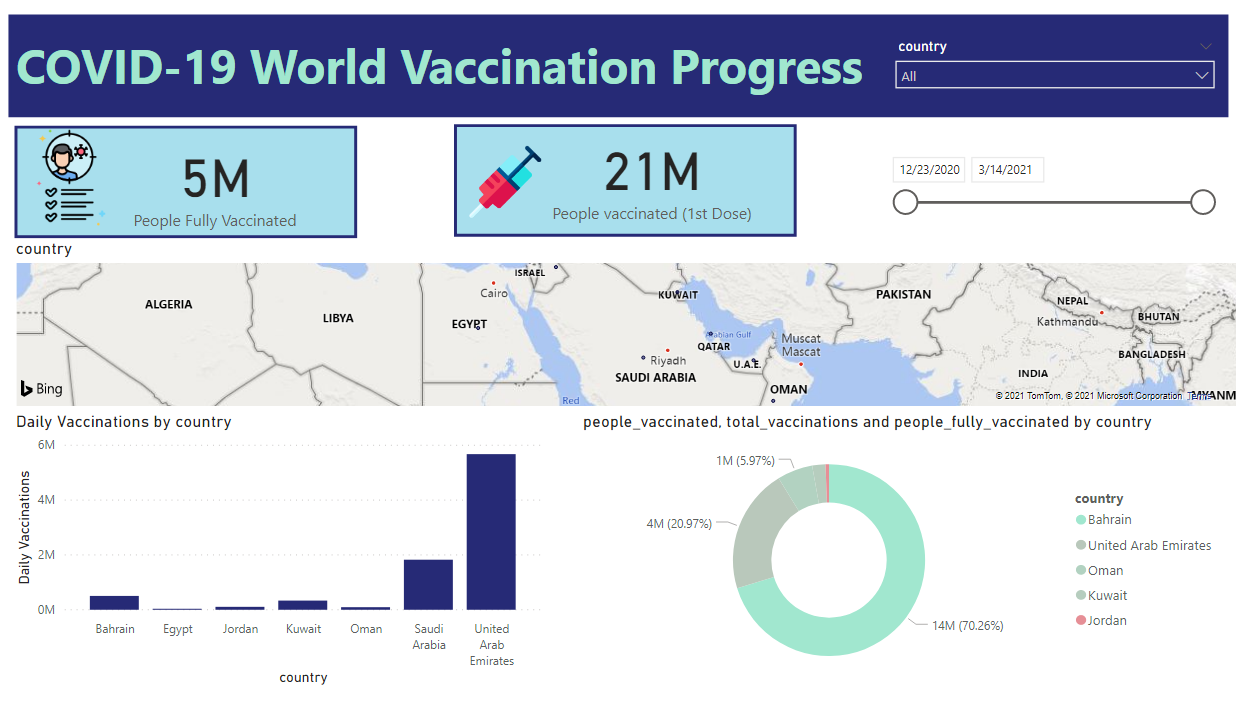 COVID-19 World Vaccination Progress
country
All
5M
People Fully Vaccinated
21M
People vaccinated (1st Dose)
12/23/2020
3/14/2021
country
ALGERIA
LIBYA
EGYPT
Cairo
ISRAEL
KUWAIT
QATAR
Riyadh
SAUDI ARABIA
U.A.E.
Muscat
Mascat
OMAN
Red
PAKISTAN
NEPAL
Kathmandu
BHUTAN
BANGLADESH
INDIA
Bing
© 2021 TomTom, © 2021 Microsoft Corporation Terms
Daily Vaccinations by country
Daily Vaccinations
6M
4M
2M
0M
Bahrain
Egypt
Jordan
Kuwait
Oman
Saudi
Arabia
United
Arab
Emirates
country
people_vaccinated, total_vaccinations and people_fully_vaccinated by country
1M (5.97%)
4M (20.97%)
14M (70.26%)
country
Bahrain
United Arab Emirates
Oman
Kuwait
Jordan